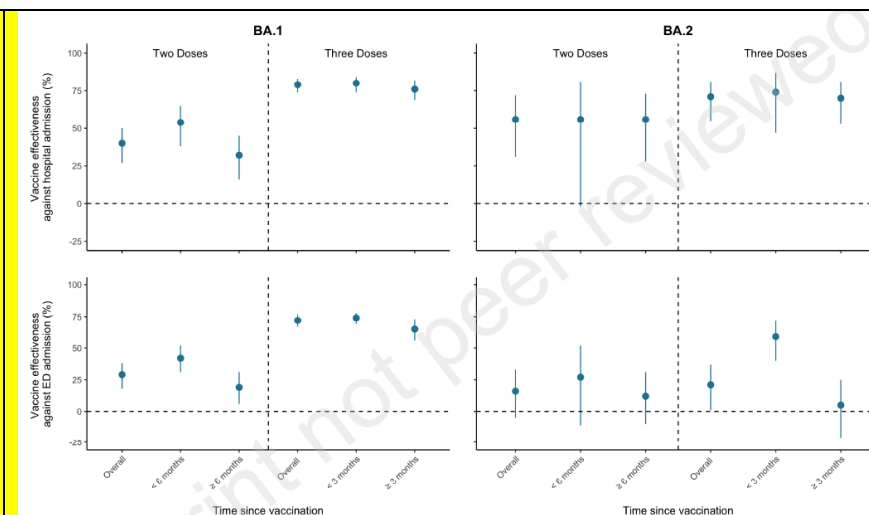 BA.1
BA.2
Two Doses
Three Doses
Two Doses
Three Doses
Vaccine effectiveness
against hospital admission (%)
100
75
50
25
0
-25
Vaccine effectiveness
against ED admission (%)
100
75
50
25
0
-25
Overall
< 6 months
≥ 6 months
Overall
< 3 months
≥ 3 months
Overall
< 6 months
≥ 6 months
Overall
< 3 months
≥ 3 months
Time since vaccination
Time since vaccination
not peer reviewed